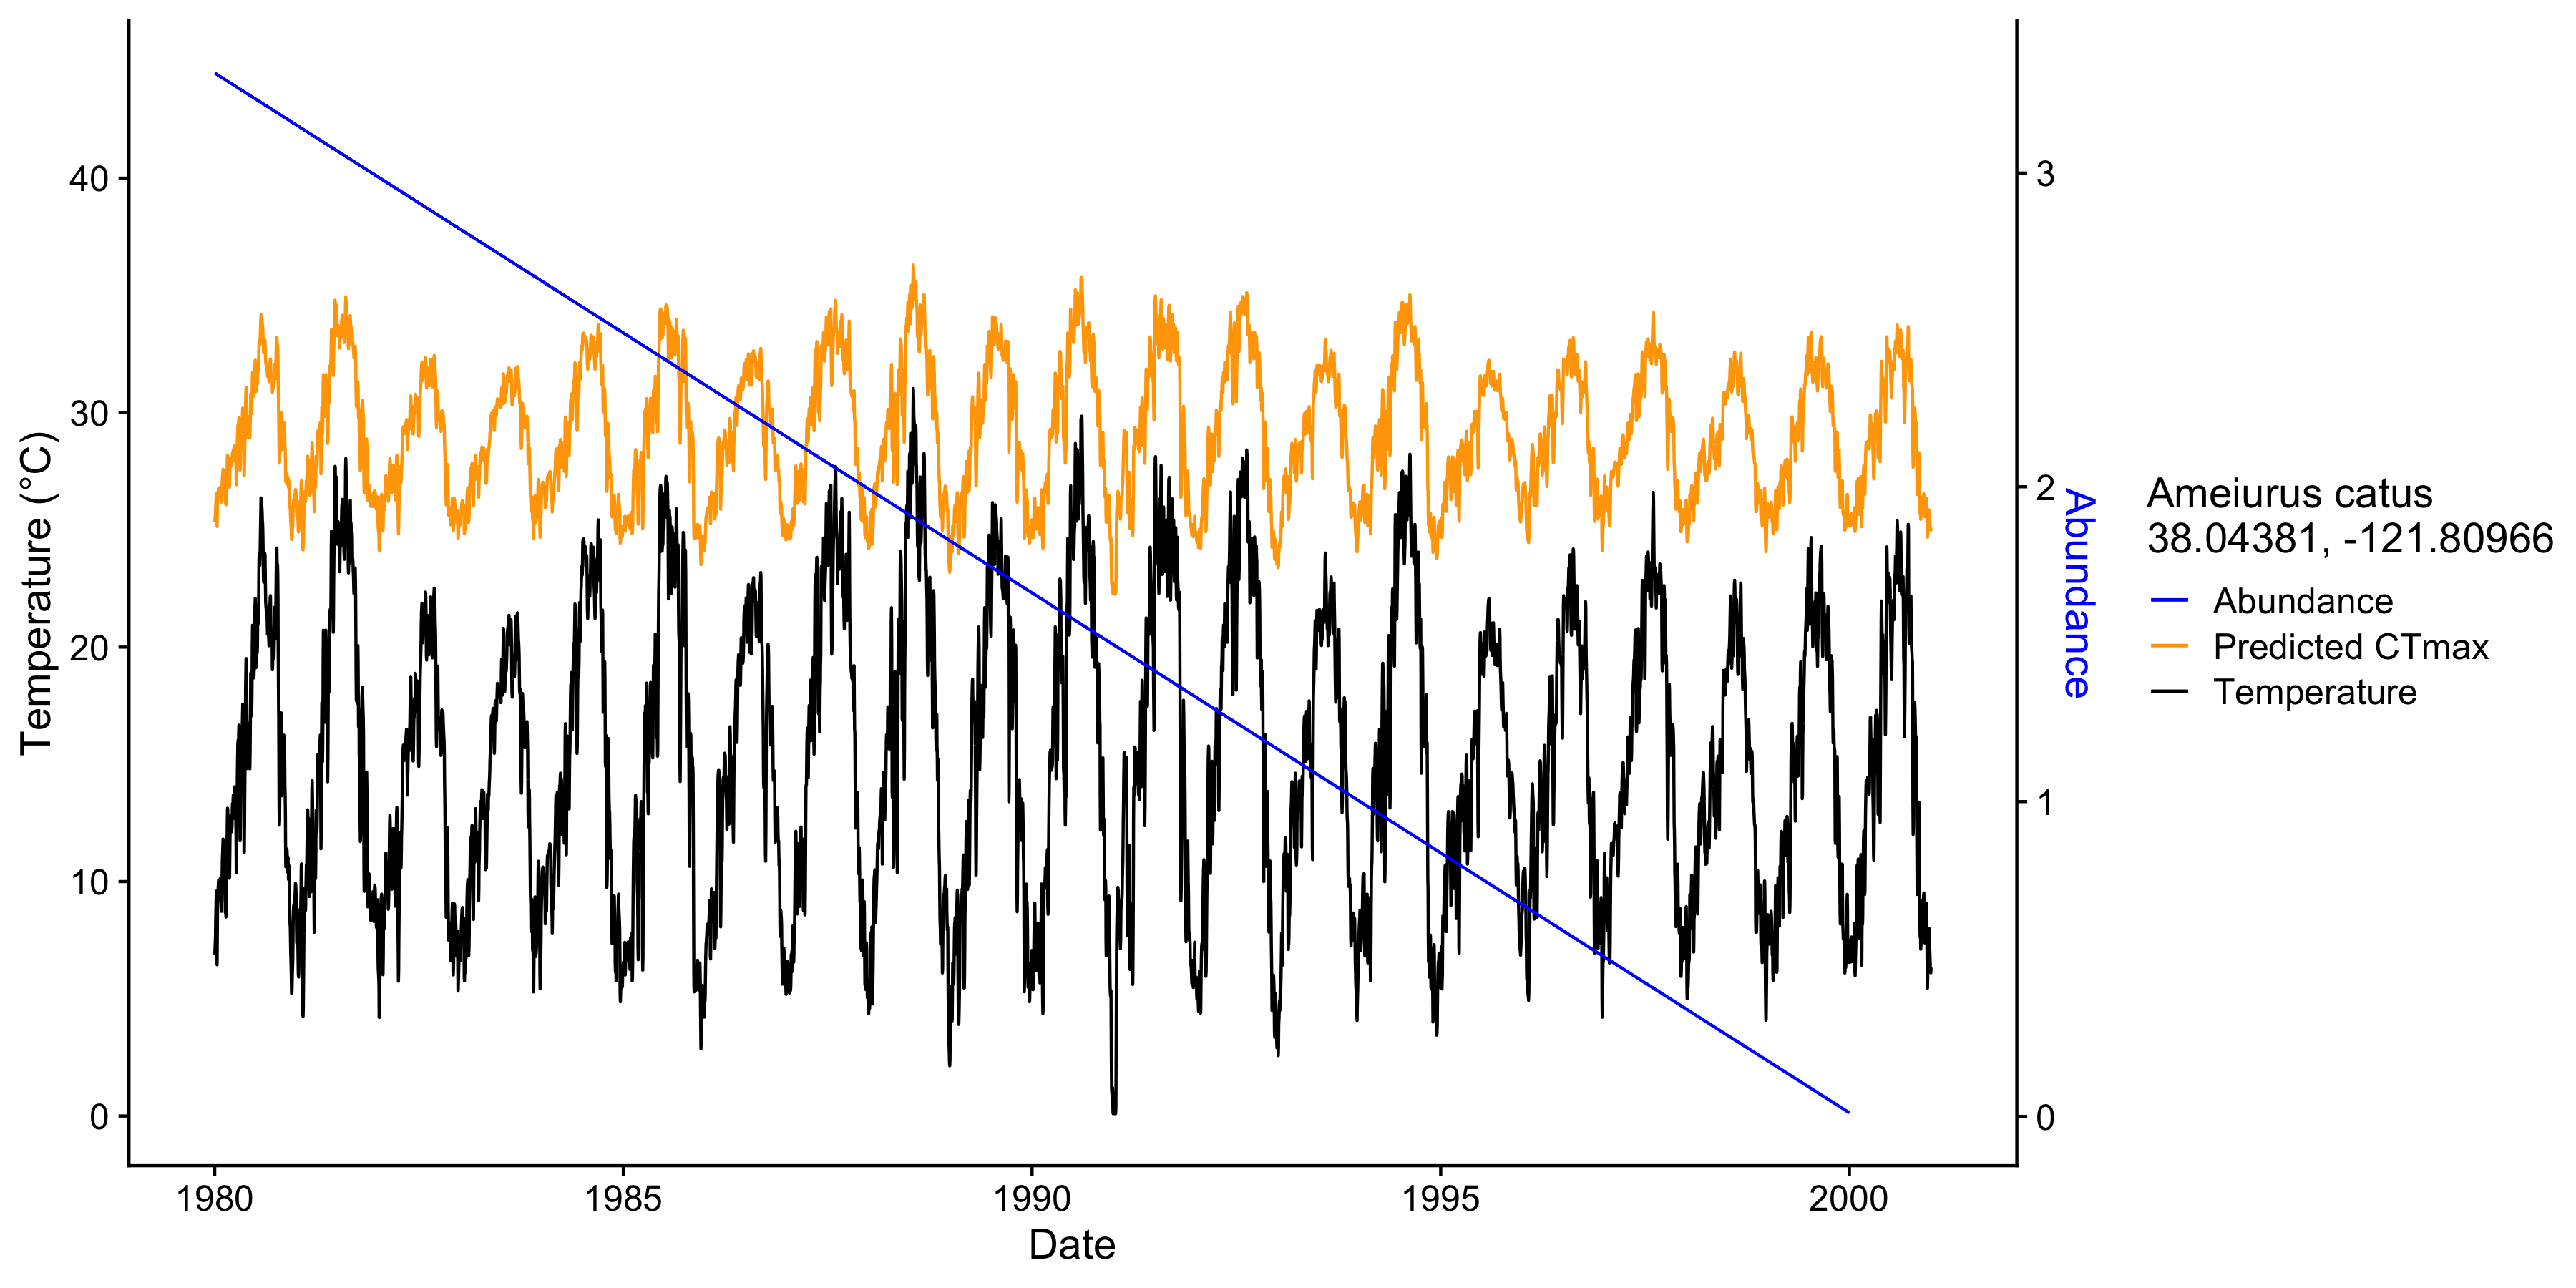 40
30
20
10
0
Temperature (°C)
1980
1985
1990
1995
2000
Date
3
2
1
0
Abundance
Ameiurus catus
38.04381, -121.80966
Abundance
Predicted CTmax
Temperature